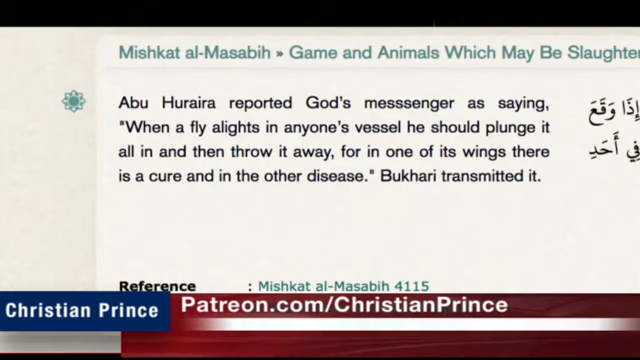 Mishkat al-Masabih » Game and Animals Which May Be Slaughter
Abu Huraira reported God's messsenger as saying,
"When a fly alights in anyone's vessel he should plunge it
all in and then throw it away, for in one of its wings there
is a cure and in the other disease." Bukhari transmitted it.
إِذَا وَقَعَ
فِي أَحَدِ
Reference : Mishkat al-Masabih 4115
Christian Prince
Patreon.com/ChristianPrince